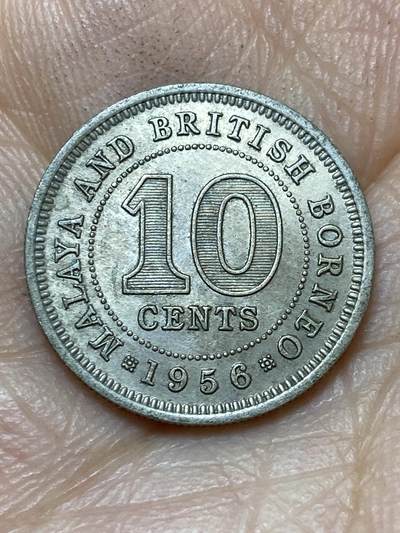 MALAYA AND BRITISH BORNEO
10
CENTS
1956